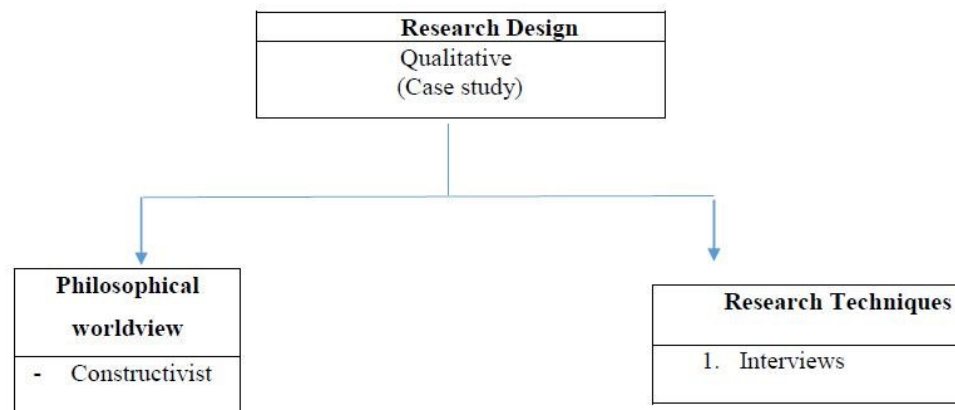 Research Design
Qualitative
(Case study)
Philosophical
worldview
- Constructivist
Research Techniques
1. Interviews